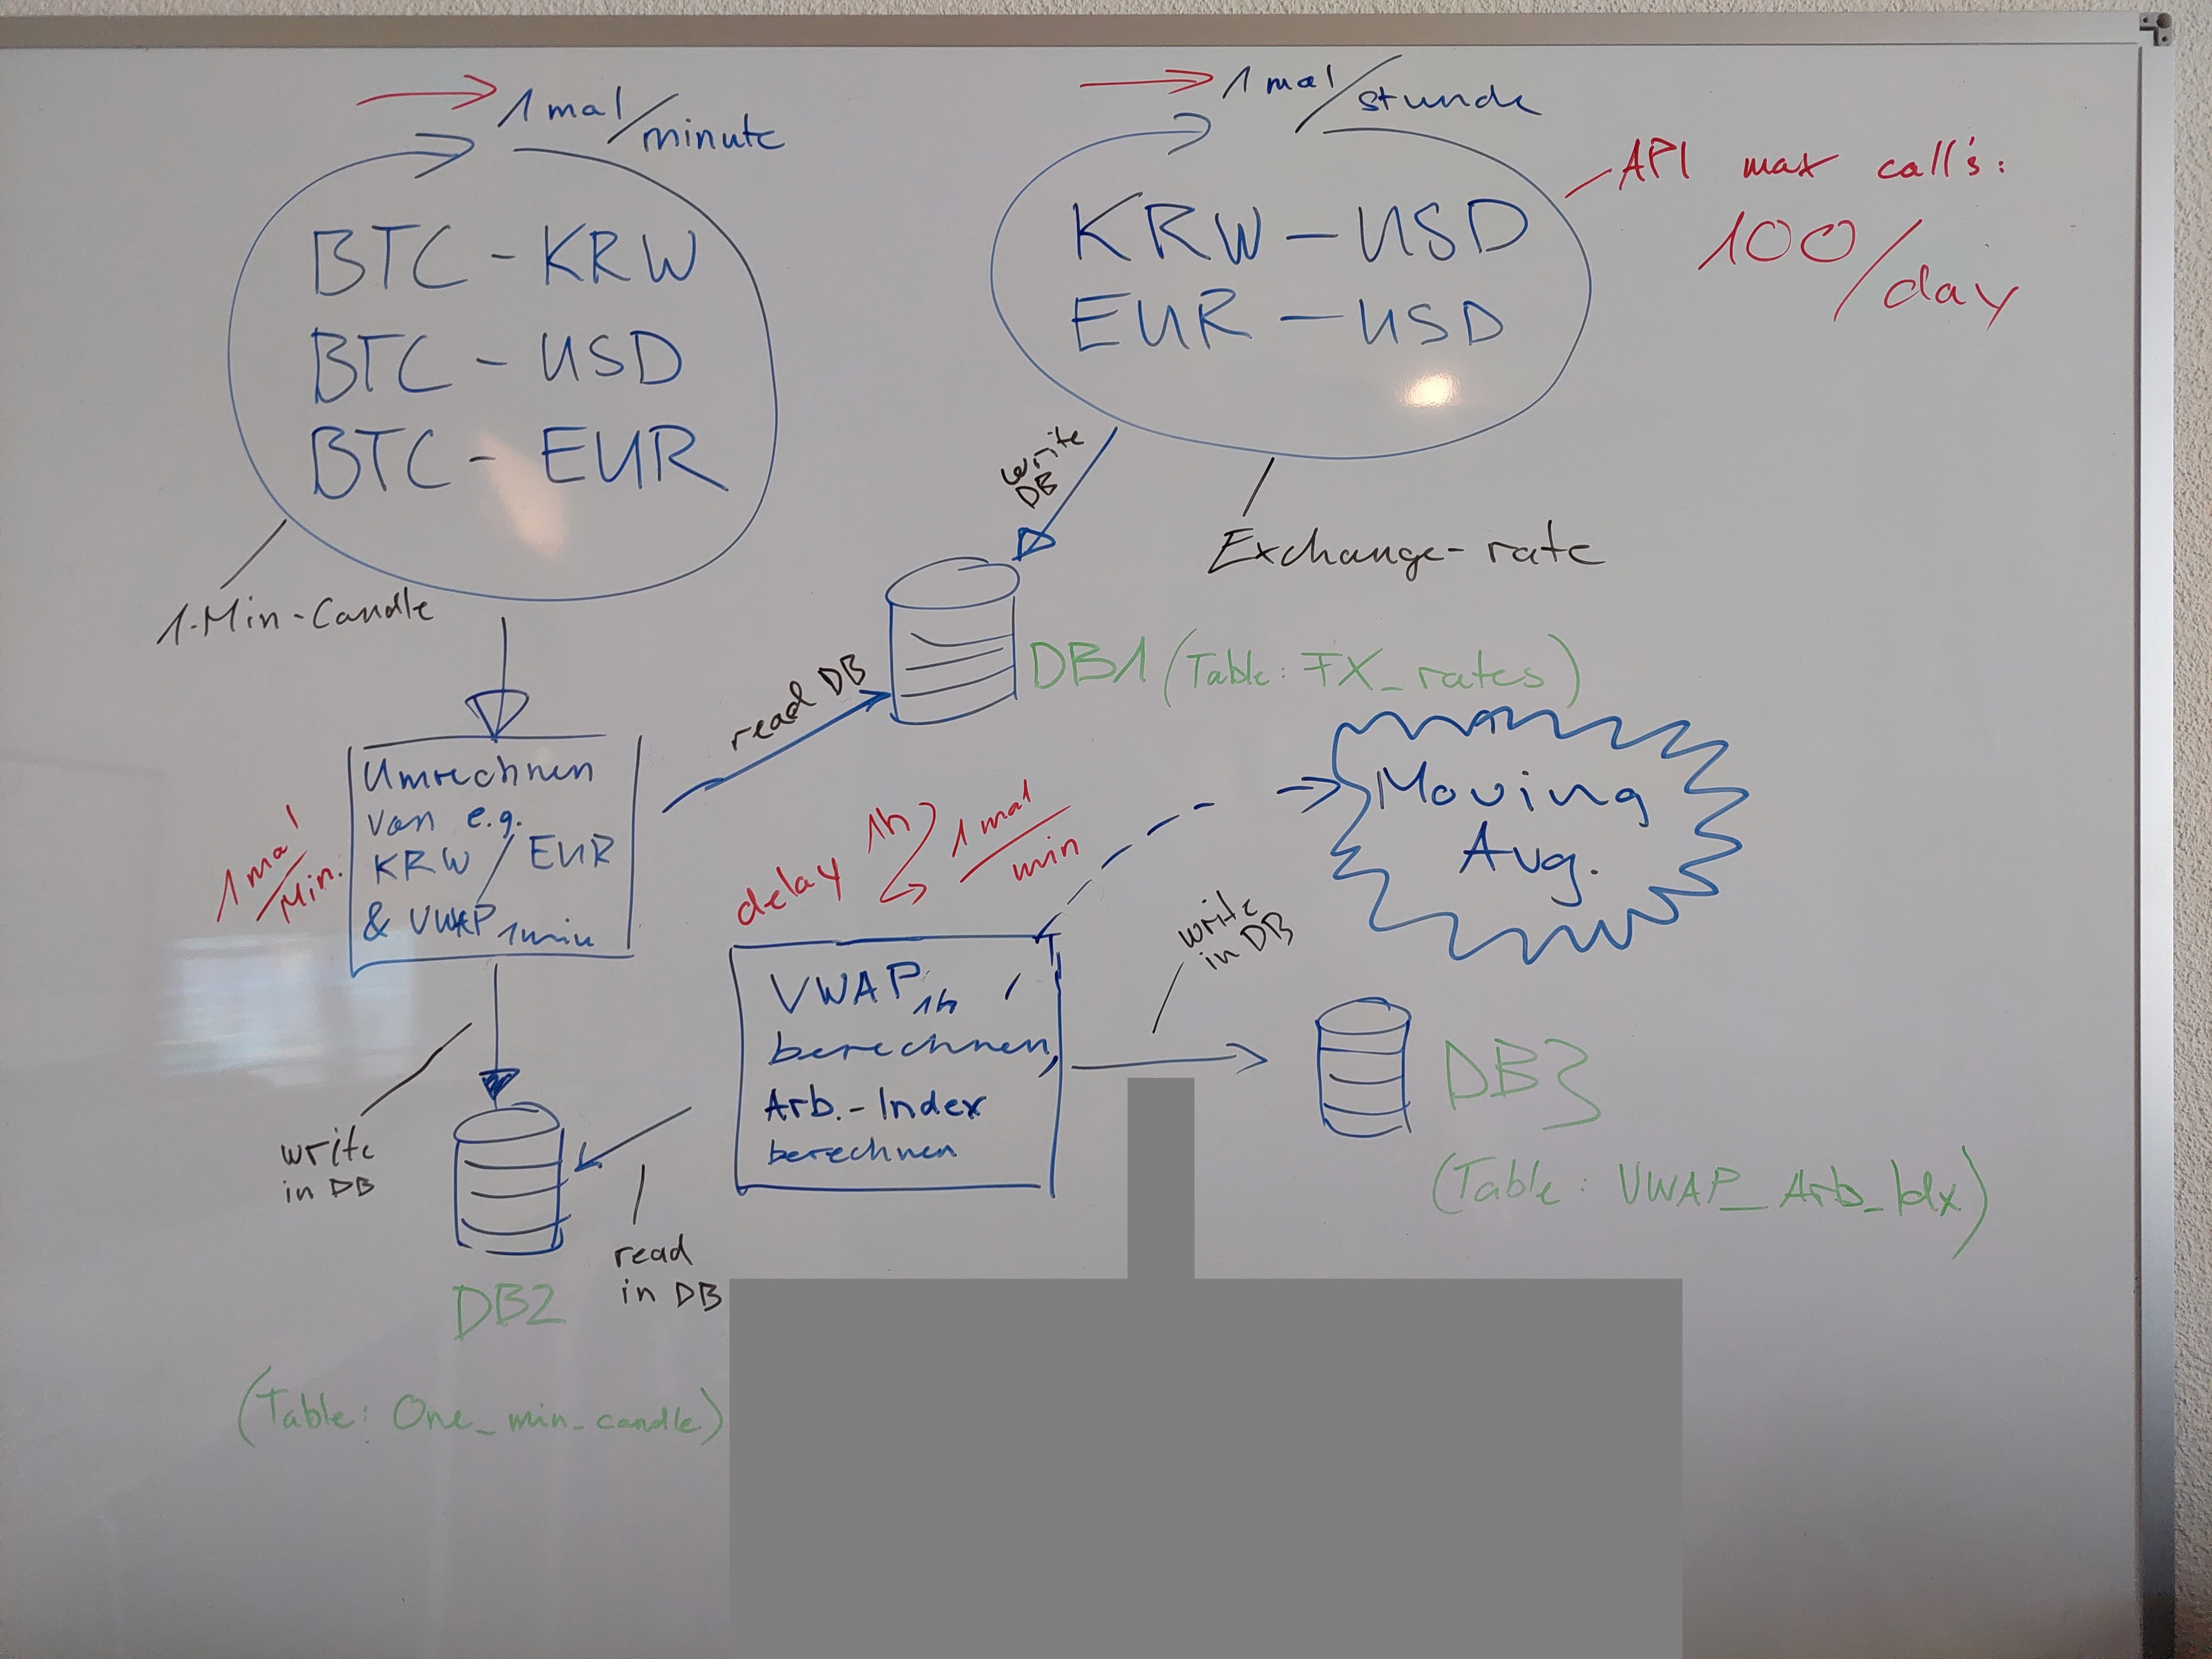 1 mal/minute
BTC - KRW
BTC - USD
BTC - EUR
1-Min-Candle
1 mal/stunde
KRW - USD
EUR - USD
API max call's:
100/day
write
DB
Exchange-rate
DB1 (Table: FX_rates)
read DB
1 mal/Min.
Umrechnen
von e.g.
KRW/EUR
& VWAP 1min
write
in DB
DB2
(Table: One_min_candle)
read
in DB
delay 1h
1 mal/min
VWAP 1h
berechnen,
Arb.-Index
berechnen
Moving
Avg.
write
in DB
DB3
(Table: VWAP_Arb_Idx)